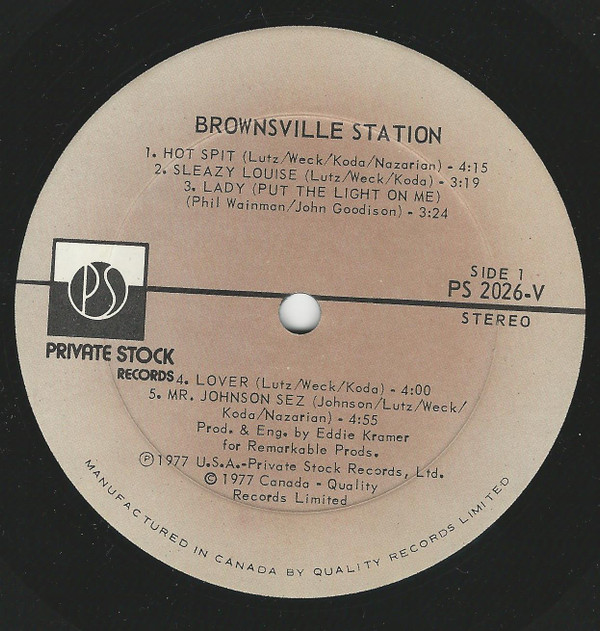 BROWNSVILLE STATION
1. HOT SPIT (Lutz/Weck/Koda/Nazarian) - 4:15
2. SLEAZY LOUISE (Lutz/Weck/Koda) - 3:19
3. LADY (PUT THE LIGHT ON ME)
(Phil Wainman/John Goodison) - 3:24
PS
SIDE 1
PS 2026-V
STEREO
PRIVATE STOCK
RECORDS
4. LOVER (Lutz/Weck/Koda) - 4:00
5. MR. JOHNSON SEZ (Johnson/Lutz/Weck/
Koda/Nazarian) - 4:55
Prod. & Eng. by Eddie Kramer
for Remarkable Prods.
℗ 1977 U.S.A.-Private Stock Records, Ltd.
© 1977 Canada - Quality
Records Limited
MANUFACTURED IN CANADA BY QUALITY RECORDS LIMITED